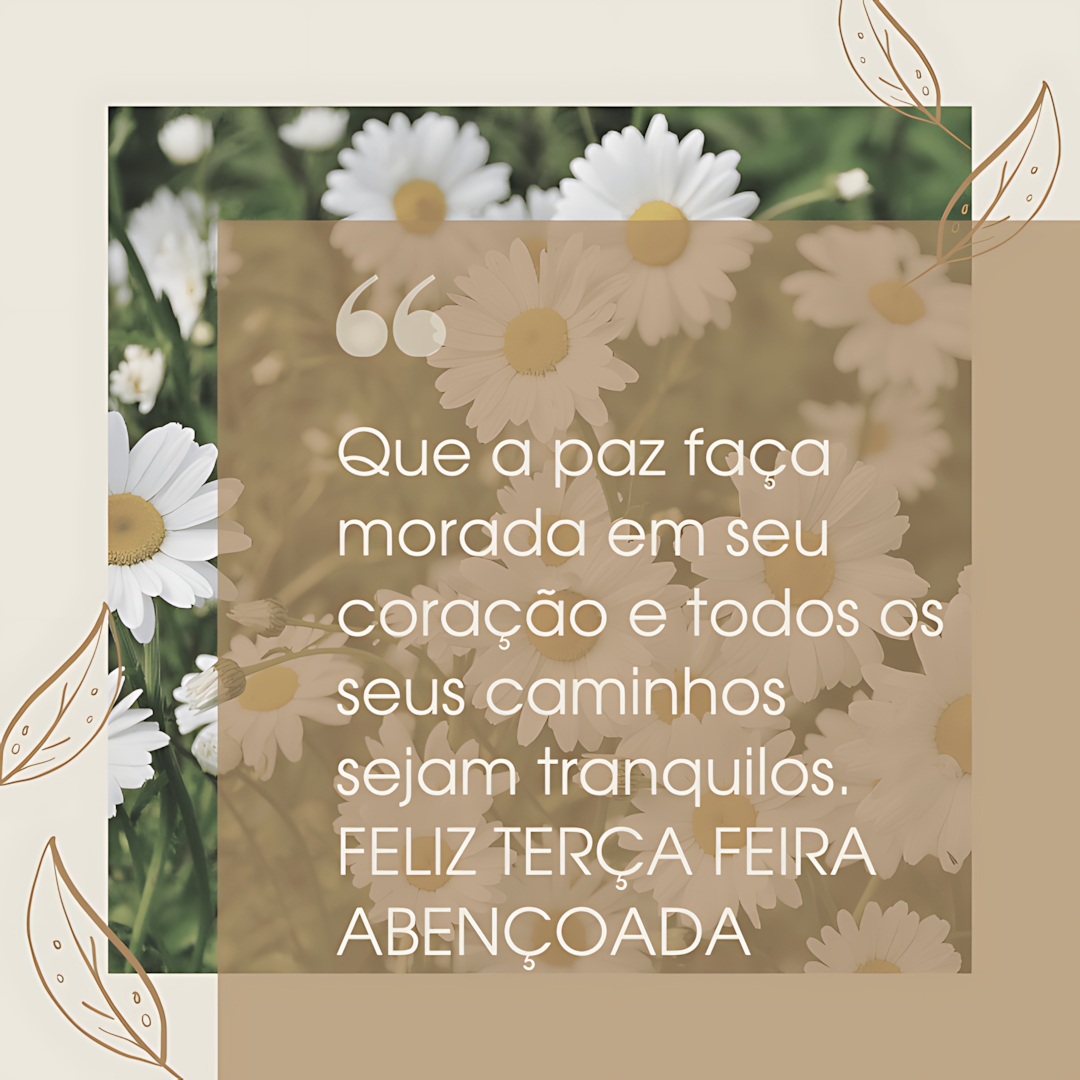 “
Que a paz faça
morada em seu
coração e todos os
seus caminhos
sejam tranquilos.
FELIZ TERÇA FEIRA
ABENÇOADA